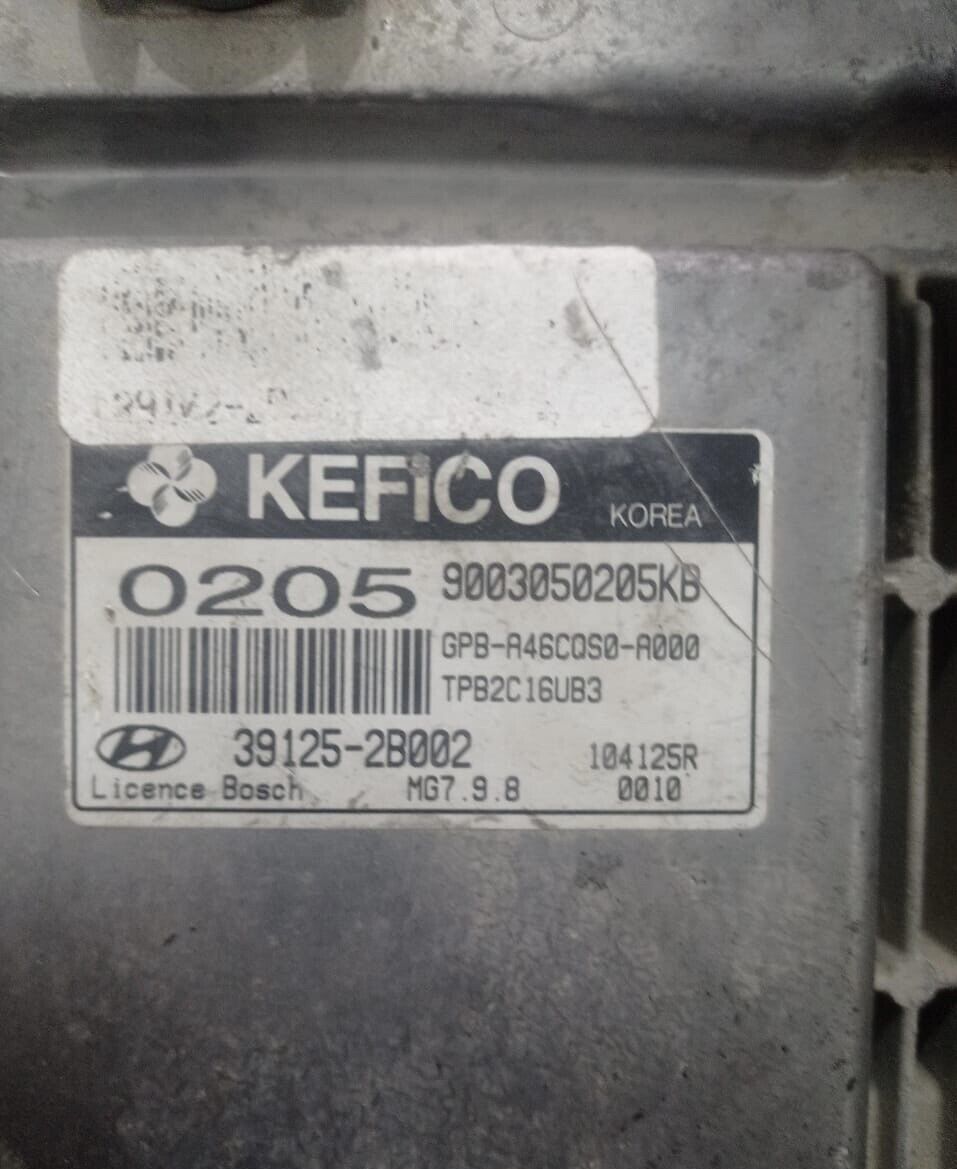 KEFICO KOREA
0205 9003050205KB
GPB-A46CQS0-A000
TPB2C16UB3
39125-2B002 104125R
Licence Bosch MG7.9.8 0010